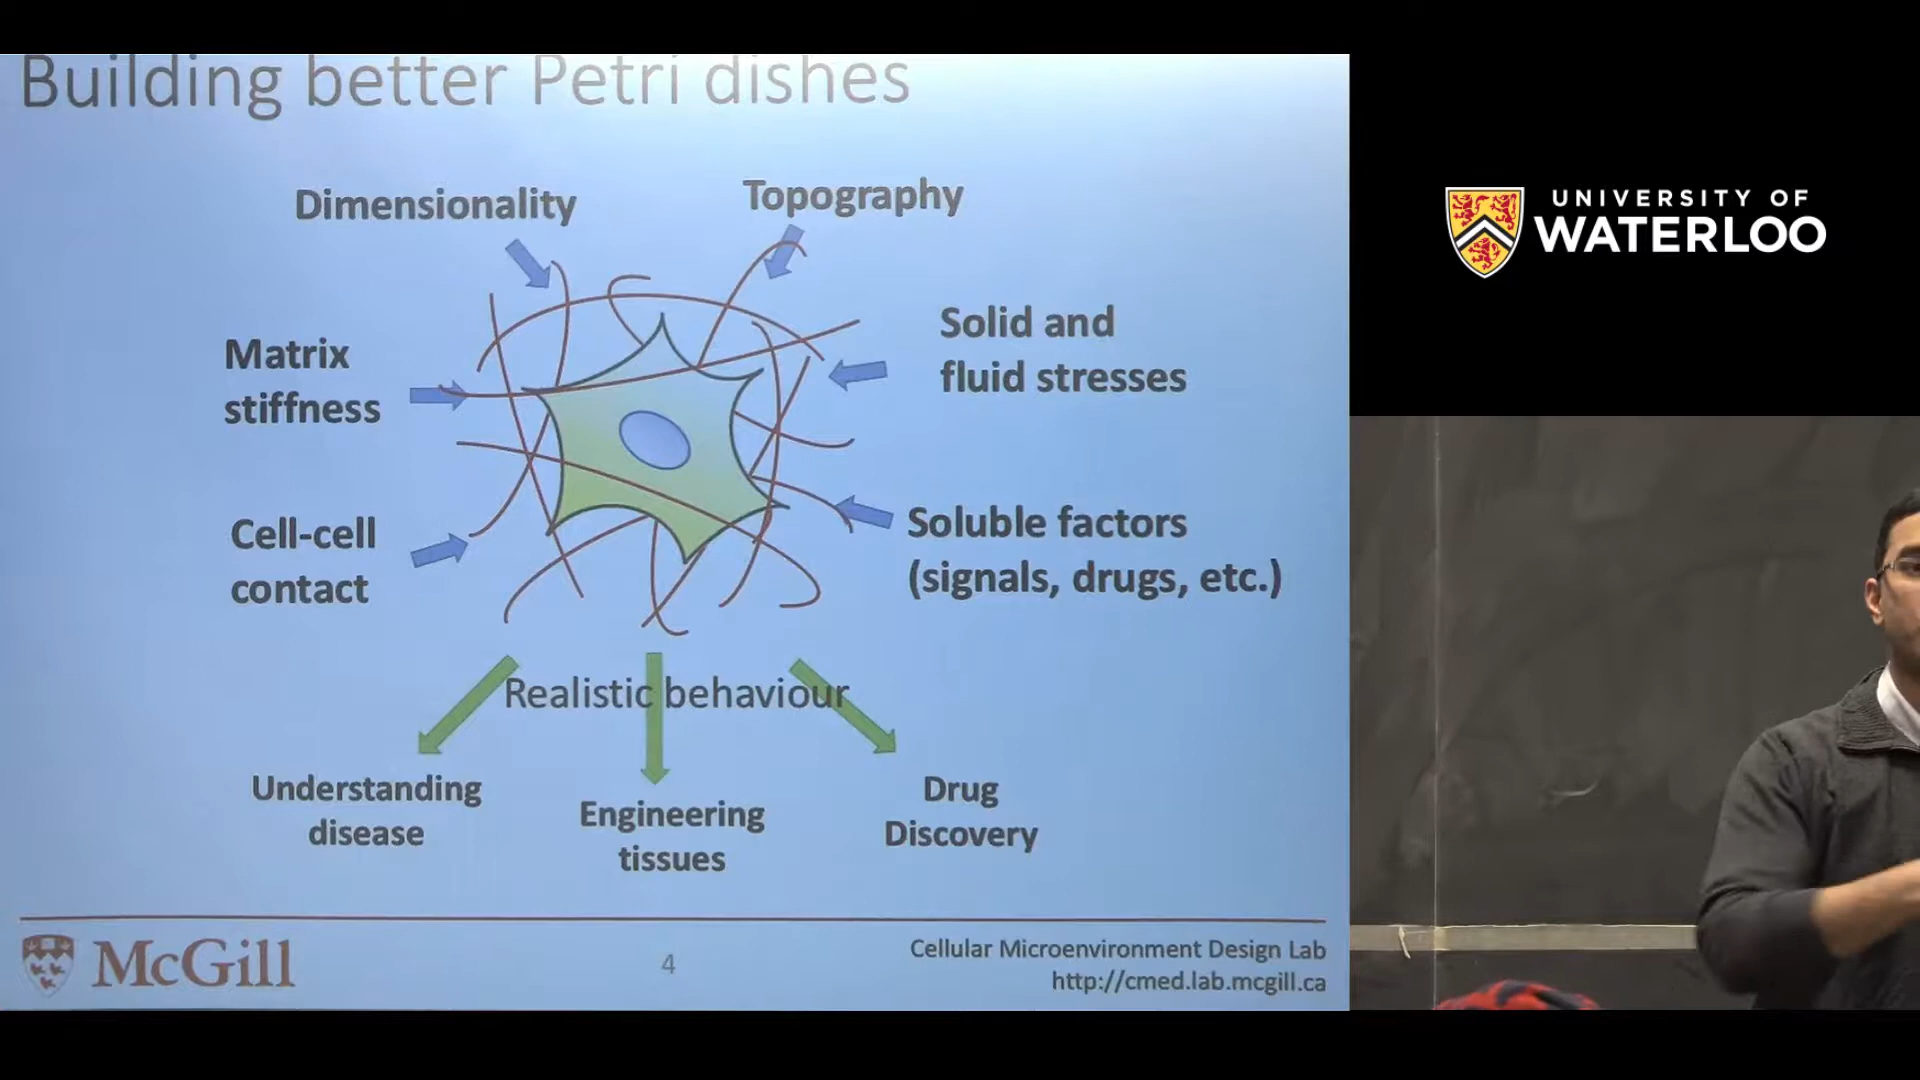 Building better Petri dishes
Dimensionality
Topography
Matrix
stiffness
Solid and
fluid stresses
Cell-cell
contact
Soluble factors
(signals, drugs, etc.)
Realistic behaviour
Understanding
disease
Engineering
tissues
Drug
Discovery
McGill
4
Cellular Microenvironment Design Lab
http://cmed.lab.mcgill.ca
UNIVERSITY OF
WATERLOO